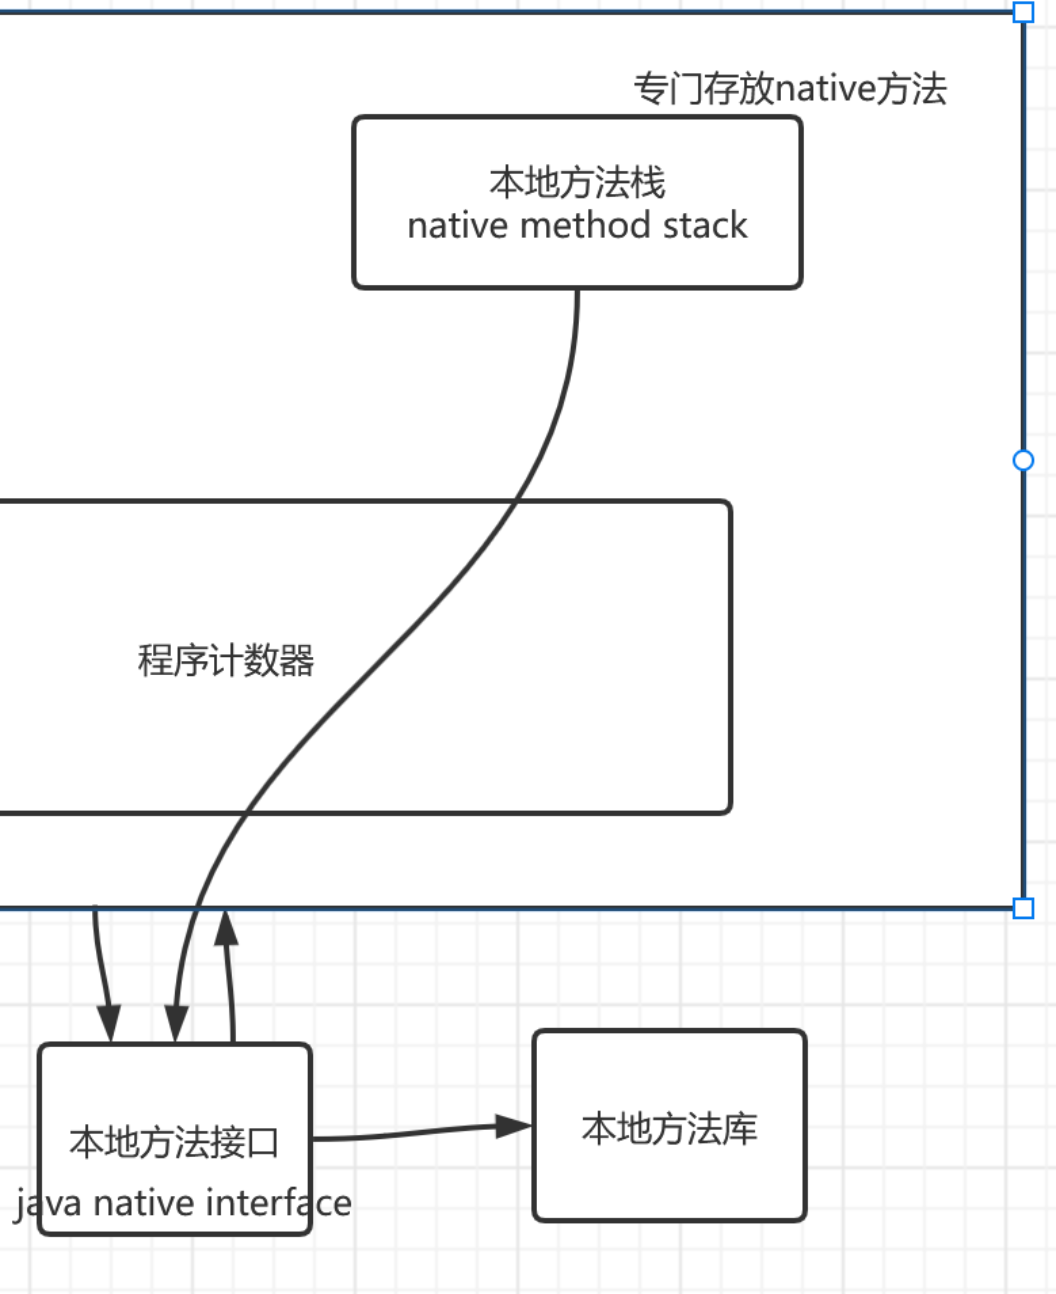 专门存放native方法
本地方法栈
native method stack
程序计数器
本地方法接口
java native interface
本地方法库